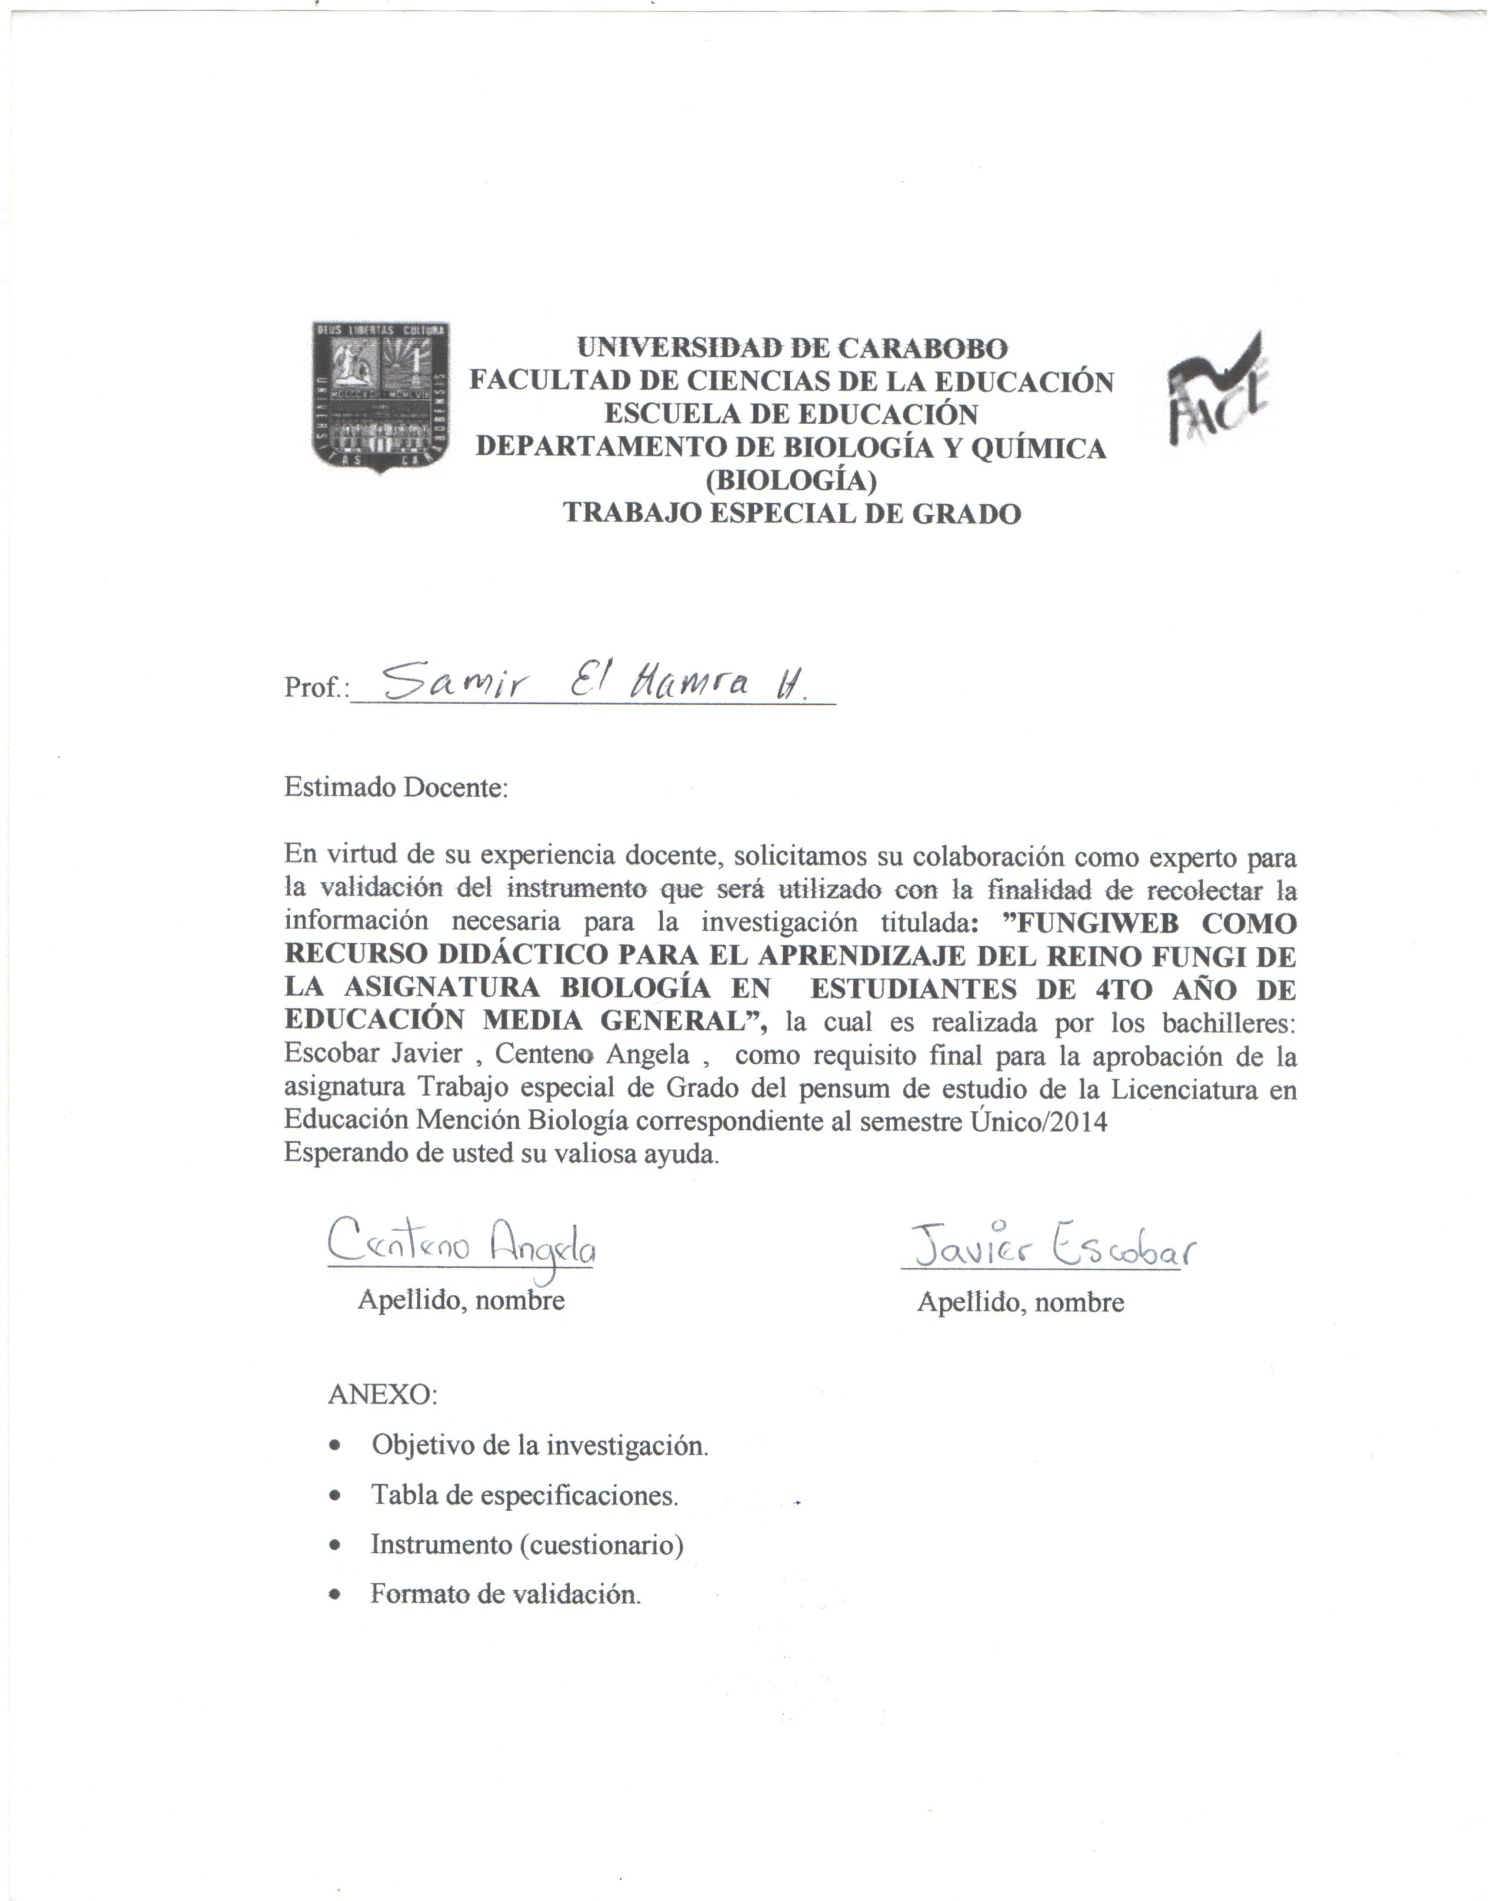 DEUS LIBERTAS CULTURA
UNIVERSITAS CARABOBENSIS
UNIVERSIDAD DE CARABOBO
FACULTAD DE CIENCIAS DE LA EDUCACIÓN
ESCUELA DE EDUCACIÓN
DEPARTAMENTO DE BIOLOGÍA Y QUÍMICA
(BIOLOGÍA)
TRABAJO ESPECIAL DE GRADO
FACE
Prof.: Samir El Hamra H.
Estimado Docente:
En virtud de su experiencia docente, solicitamos su colaboración como experto para
la validación del instrumento que será utilizado con la finalidad de recolectar la
información necesaria para la investigación titulada: ”FUNGIWEB COMO
RECURSO DIDÁCTICO PARA EL APRENDIZAJE DEL REINO FUNGI DE
LA ASIGNATURA BIOLOGÍA EN ESTUDIANTES DE 4TO AÑO DE
EDUCACIÓN MEDIA GENERAL”, la cual es realizada por los bachilleres:
Escobar Javier , Centeno Angela , como requisito final para la aprobación de la
asignatura Trabajo especial de Grado del pensum de estudio de la Licenciatura en
Educación Mención Biología correspondiente al semestre Único/2014
Esperando de usted su valiosa ayuda.
Centeno Angela Javier Escobar
Apellido, nombre Apellido, nombre
ANEXO:
• Objetivo de la investigación.
• Tabla de especificaciones.
• Instrumento (cuestionario)
• Formato de validación.